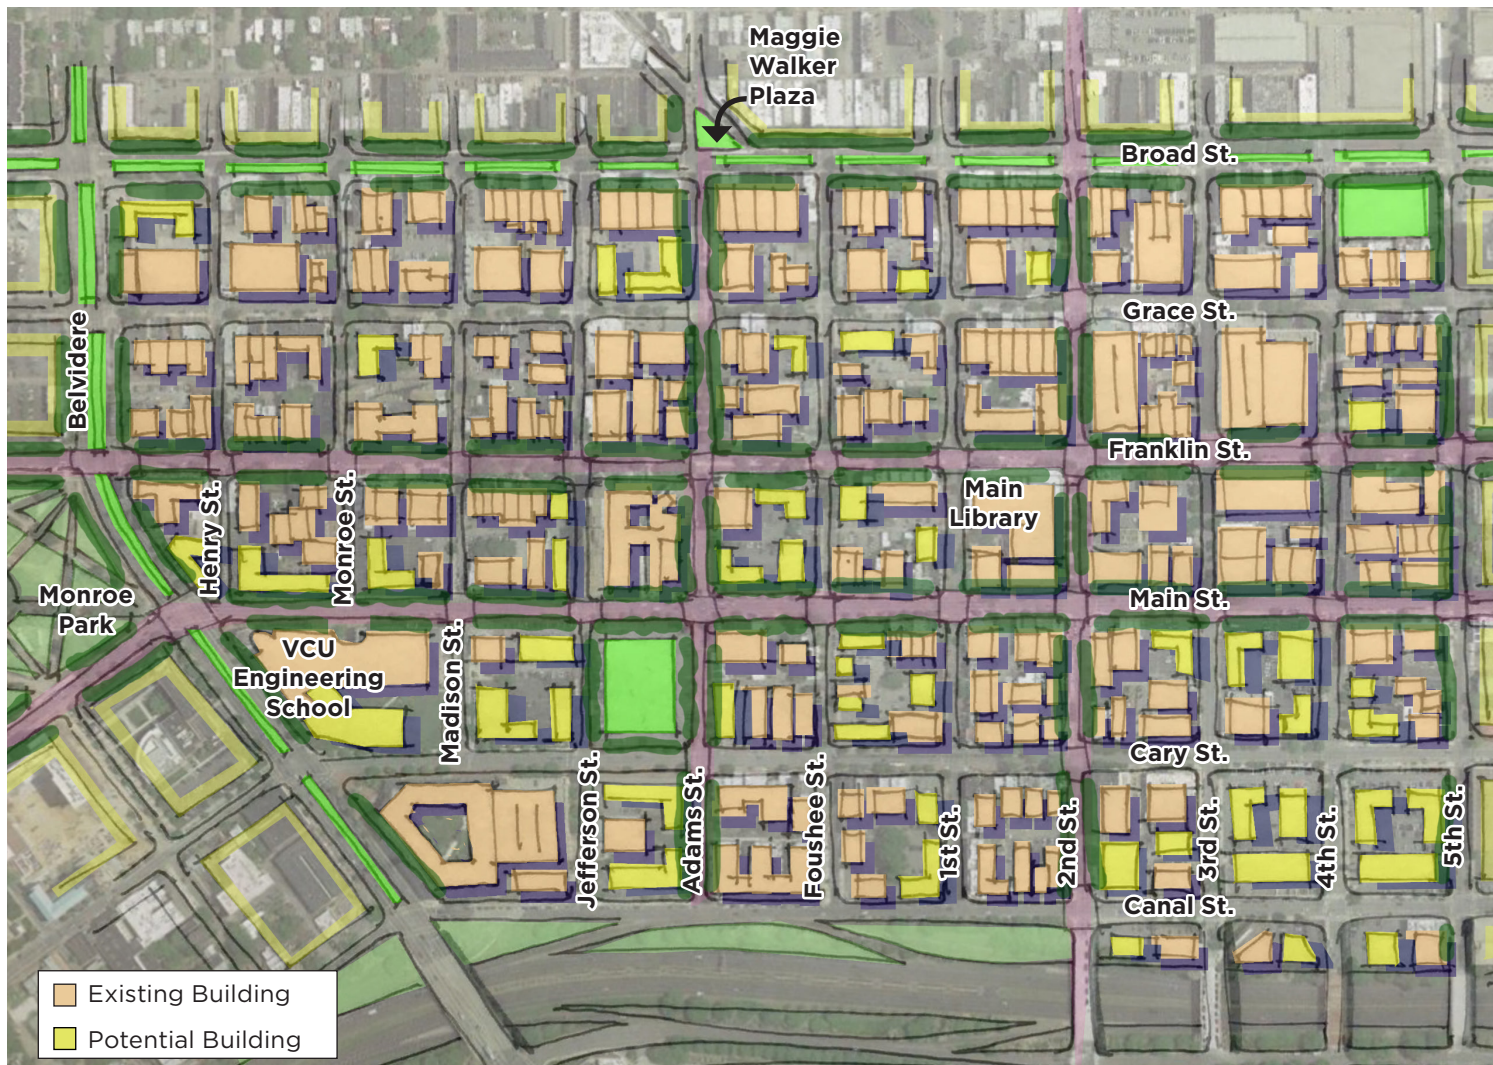 Maggie
Walker
Plaza
Broad St.
Grace St.
Belvidere
Franklin St.
Henry St.
Monroe St.
Main
Library
Monroe
Park
Main St.
VCU
Engineering
School
Madison St.
Cary St.
Jefferson St.
Adams St.
Foushee St.
1st St.
2nd St.
3rd St.
4th St.
5th St.
Canal St.
Existing Building
Potential Building